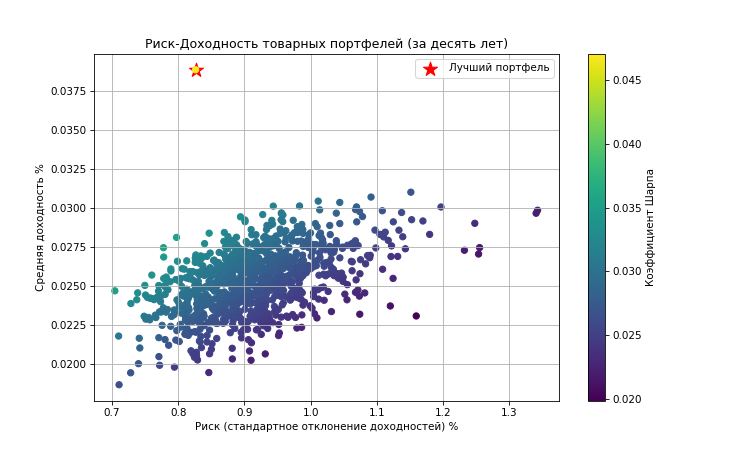 Риск-Доходность товарных портфелей (за десять лет)
Лучший портфель
Средняя доходность %
0.0375
0.0350
0.0325
0.0300
0.0275
0.0250
0.0225
0.0200
0.7 0.8 0.9 1.0 1.1 1.2 1.3
Риск (стандартное отклонение доходностей) %
0.045
0.040
0.035
0.030
0.025
0.020
Коэффициент Шарпа